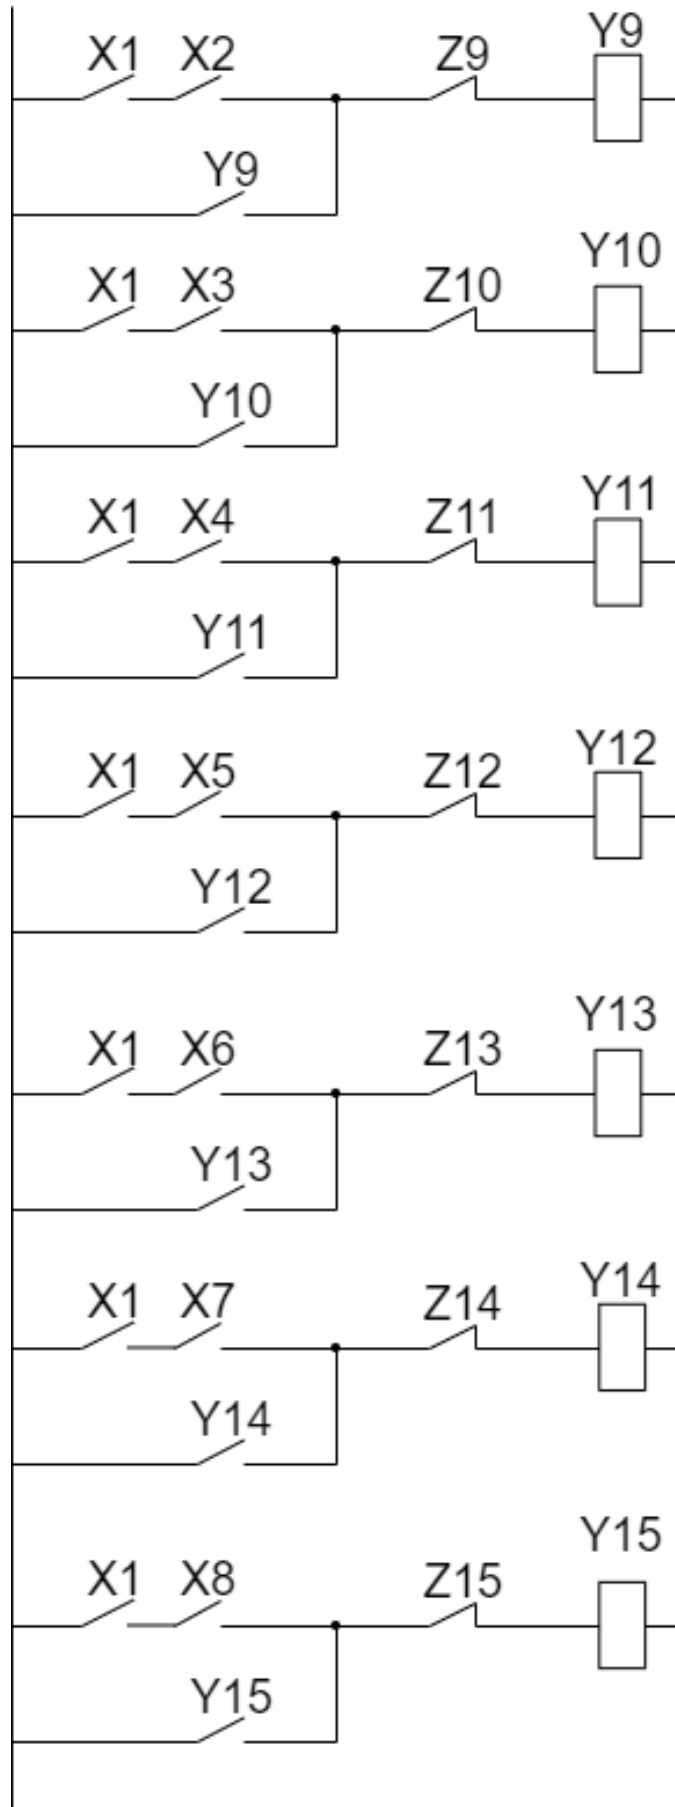 X1 X2 Z9 Y9
Y9
X1 X3 Z10 Y10
Y10
X1 X4 Z11 Y11
Y11
X1 X5 Z12 Y12
Y12
X1 X6 Z13 Y13
Y13
X1 X7 Z14 Y14
Y14
X1 X8 Z15 Y15
Y15